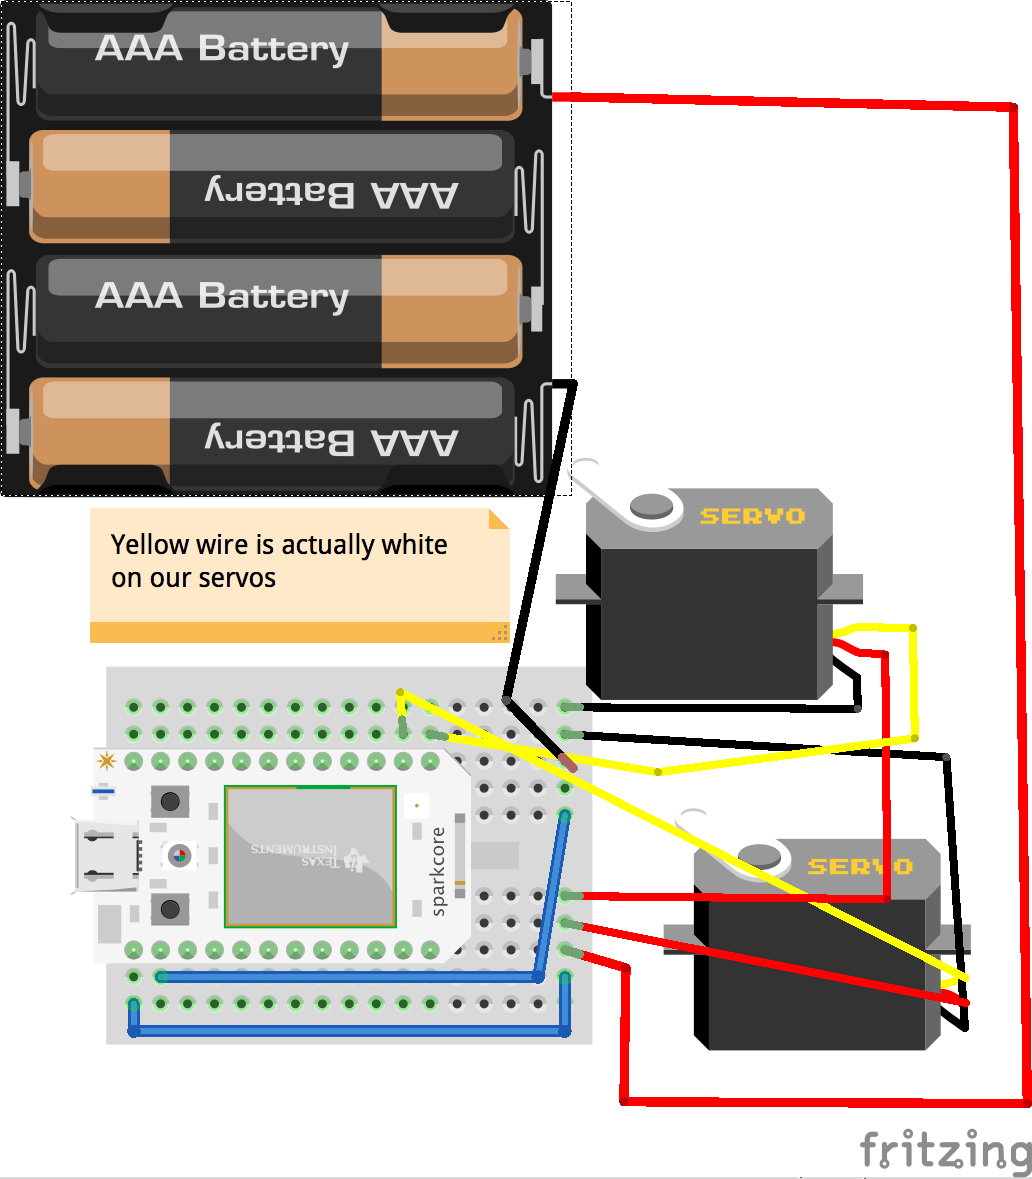 AAA Battery
AAA Battery
AAA Battery
AAA Battery
Yellow wire is actually white
on our servos
SERVO
TEXAS
INSTRUMENTS
sparkcore
SERVO
fritzing